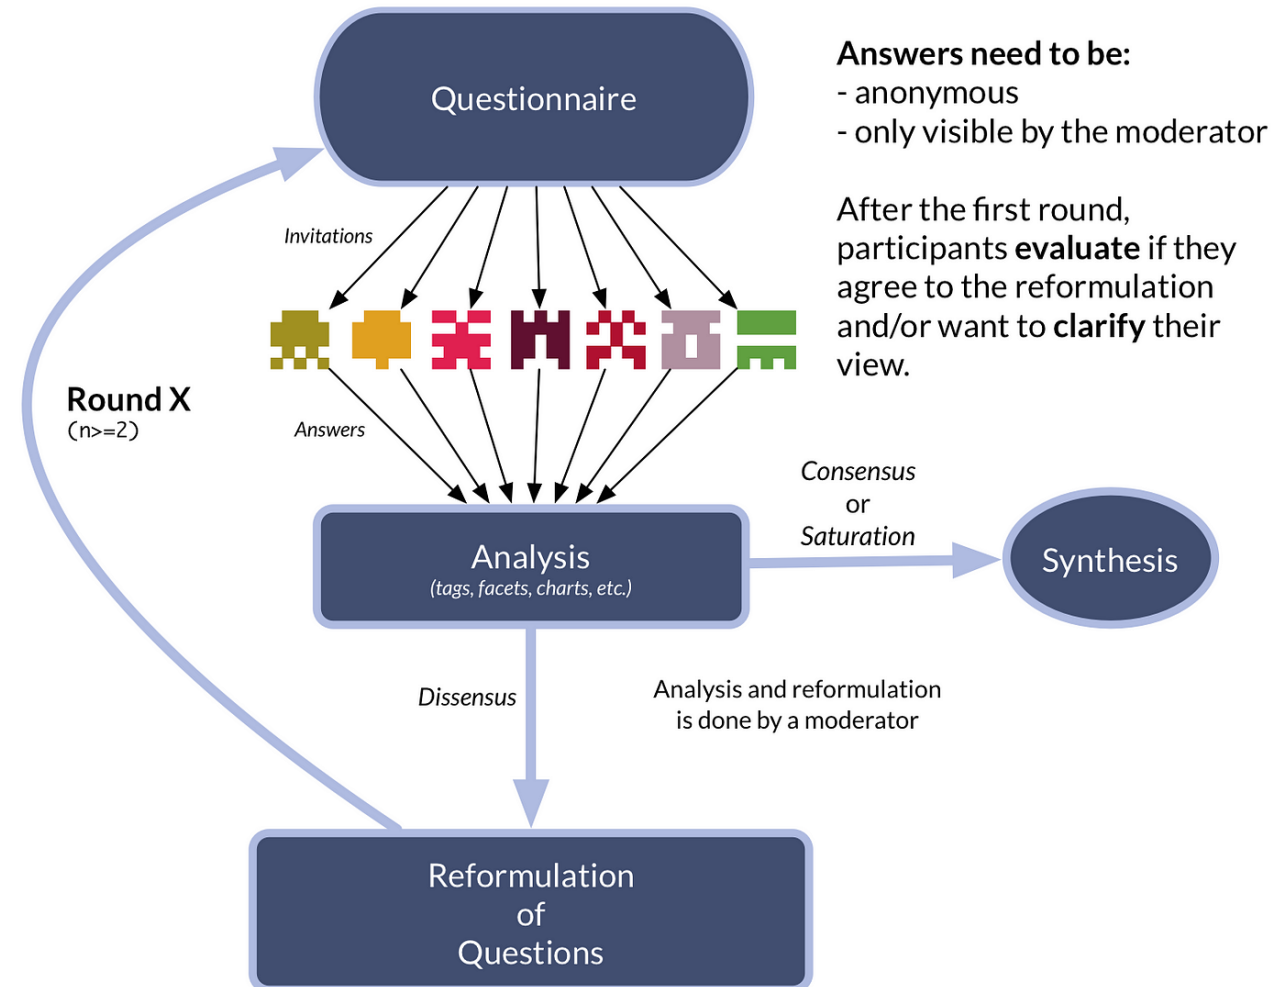 Questionnaire
Answers need to be:
- anonymous
- only visible by the moderator
After the first round,
participants evaluate if they
agree to the reformulation
and/or want to clarify their
view.
Invitations
Round X
(n>=2)
Answers
Consensus
or
Saturation
Analysis
(tags, facets, charts, etc.)
Synthesis
Dissensus
Analysis and reformulation
is done by a moderator
Reformulation
of
Questions